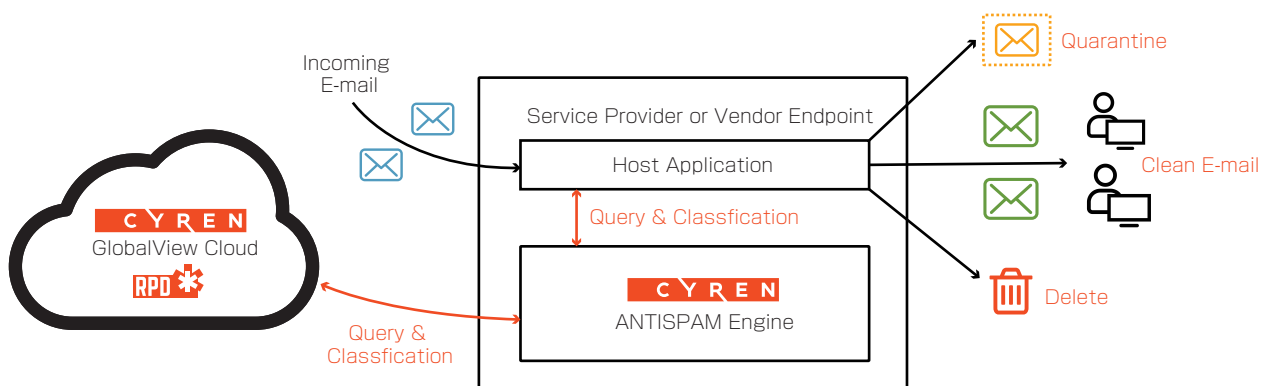 Incoming
E-mail
Quarantine
Service Provider or Vendor Endpoint
Host Application
Clean E-mail
Query & Classfication
CYREN
GlobalView Cloud
RPD
CYREN
ANTISPAM Engine
Delete
Query &
Classfication